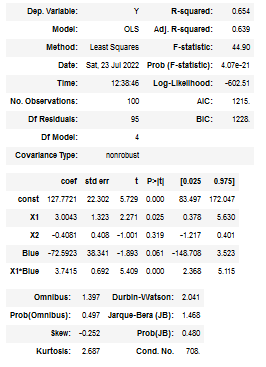 Dep. Variable: Y R-squared: 0.654
Model: OLS Adj. R-squared: 0.639
Method: Least Squares F-statistic: 44.90
Date: Sat, 23 Jul 2022 Prob (F-statistic): 4.07e-21
Time: 12:38:46 Log-Likelihood: -602.51
No. Observations: 100 AIC: 1215.
Df Residuals: 95 BIC: 1228.
Df Model: 4
Covariance Type: nonrobust
coef std err t P>|t| [0.025 0.975]
const 127.7721 22.302 5.729 0.000 83.497 172.047
X1 3.0043 1.323 2.271 0.025 0.378 5.630
X2 -0.4081 0.408 -1.001 0.319 -1.217 0.401
Blue -72.5923 38.341 -1.893 0.061 -148.708 3.523
X1*Blue 3.7415 0.692 5.409 0.000 2.368 5.115
Omnibus: 1.397 Durbin-Watson: 2.041
Prob(Omnibus): 0.497 Jarque-Bera (JB): 1.468
Skew: -0.252 Prob(JB): 0.480
Kurtosis: 2.687 Cond. No. 708.